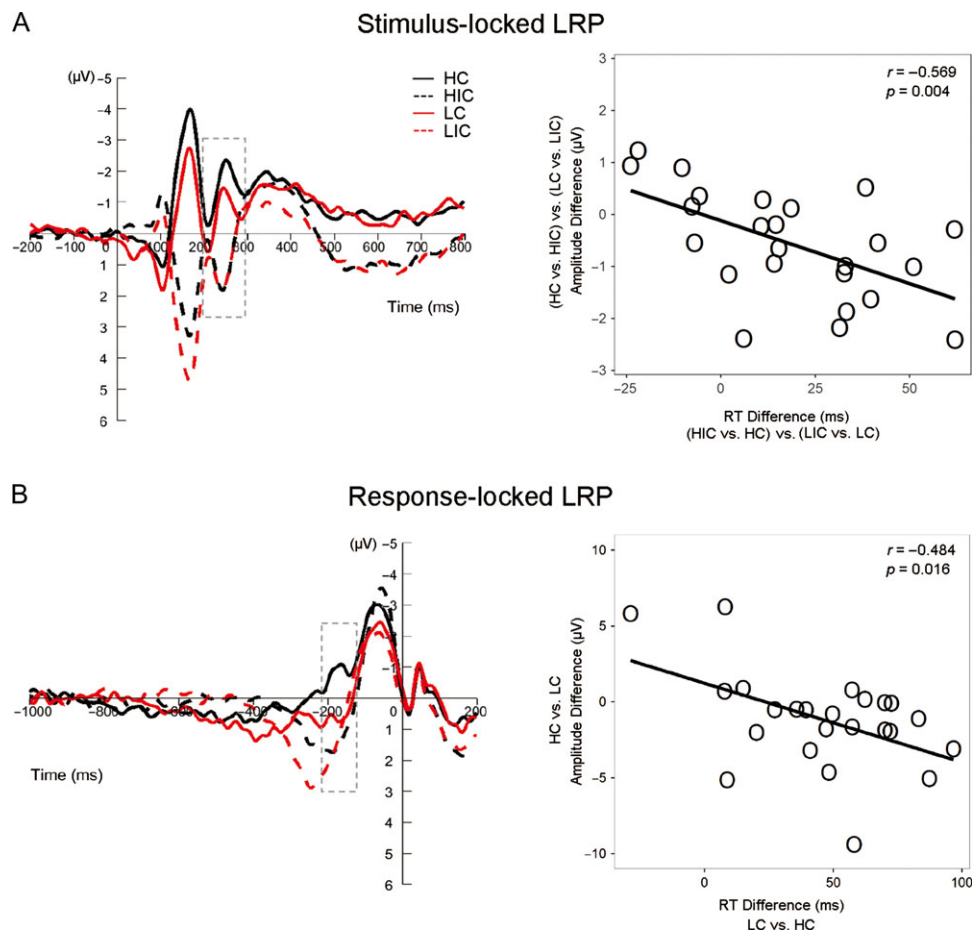 A
Stimulus-locked LRP
(μV)
-5
-4
-3
-2
-1
1
2
3
4
5
6
-200
-100
0
100
200
300
400
500
600
700
800
Time (ms)
HC
HIC
LC
LIC
(HC vs. HIC) vs. (LC vs. LIC)
Amplitude Difference (μV)
3
1
0
−1
−2
−3
r = −0.569
p = 0.004
−25
0
25
50
RT Difference (ms)
(HIC vs. HC) vs. (LIC vs. LC)
B
Response-locked LRP
(μV)
-5
-4
-3
-2
-1
1
2
3
4
5
6
-1000
-800
-600
-400
-200
0
200
Time (ms)
HC vs. LC
Amplitude Difference (μV)
10
5
0
−5
−10
r = −0.484
p = 0.016
0
50
100
RT Difference (ms)
LC vs. HC